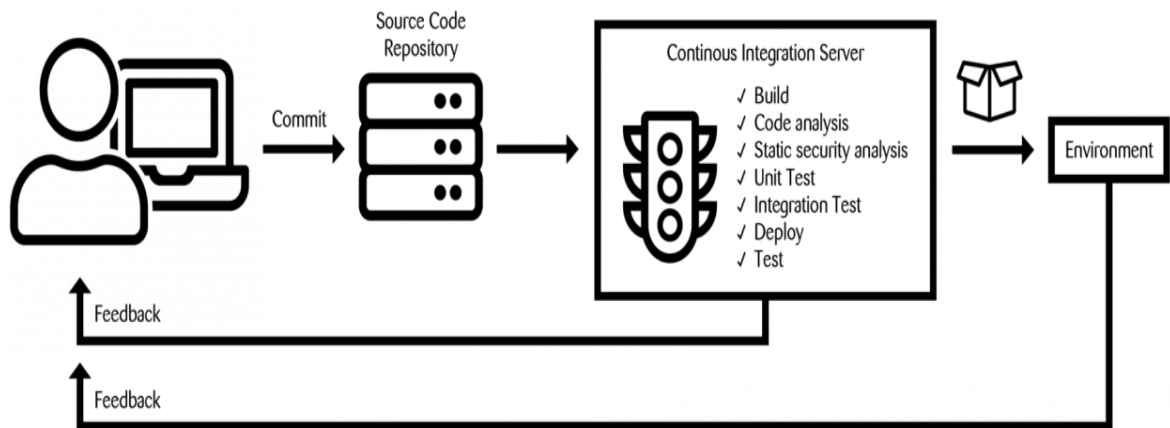 Source Code
Repository
Continous Integration Server
Commit
✓ Build
✓ Code analysis
✓ Static security analysis
✓ Unit Test
✓ Integration Test
✓ Deploy
✓ Test
Environment
Feedback
Feedback